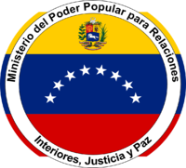 Ministerio del Poder Popular para Relaciones
Interiores, Justicia y Paz